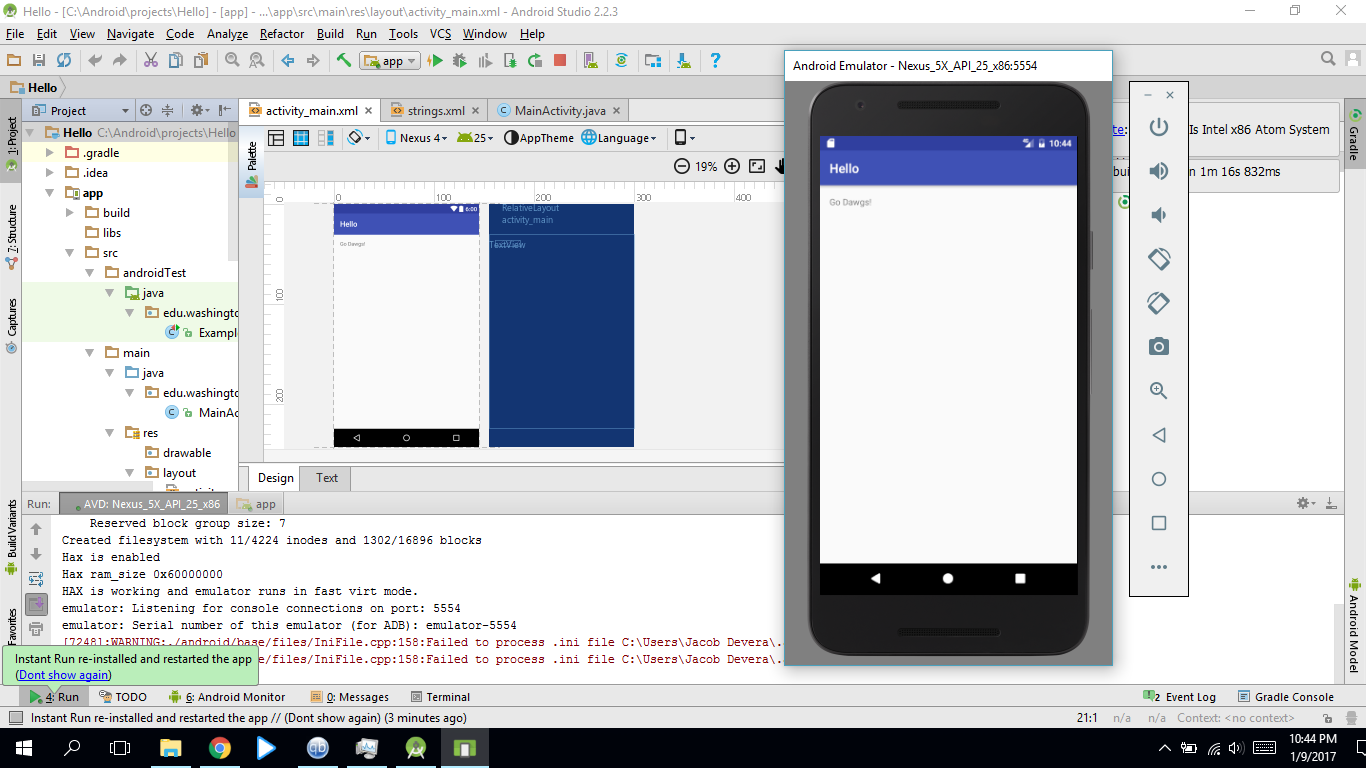 Hello - [C:\Android\projects\Hello] - [app] - ...\app\src\main\res\layout\activity_main.xml - Android Studio 2.2.3
File Edit View Navigate Code Analyze Refactor Build Run Tools VCS Window Help
app
Hello
Android Emulator - Nexus_5X_API_25_x86:5554
1: Project
7: Structure
Captures
Build Variants
Favorites
Project
Hello C:\Android\projects\Hello
.gradle
.idea
app
build
libs
src
androidTest
java
edu.washingto
Exampl
main
java
edu.washingto
MainAc
res
drawable
layout
activity_main.xml strings.xml MainActivity.java
Palette
Nexus 4 25 AppTheme Language
19%
0 100 200 300 400
0
100
200
6:00
Hello
Go Dawgs!
RelativeLayout
activity_main
TextView
Design Text
10:44
Hello
Go Dawgs!
te: Is Intel x86 Atom System
bui n 1m 16s 832ms
Gradle
Android Model
Run: AVD: Nexus_5X_API_25_x86 app
Reserved block group size: 7
Created filesystem with 11/4224 inodes and 1302/16896 blocks
Hax is enabled
Hax ram_size 0x60000000
HAX is working and emulator runs in fast virt mode.
emulator: Listening for console connections on port: 5554
emulator: Serial number of this emulator (for ADB): emulator-5554
[7248]:WARNING:./android/base/files/IniFile.cpp:158:Failed to process .ini file C:\Users\Jacob Devera\.
se/files/IniFile.cpp:158:Failed to process .ini file C:\Users\Jacob Devera\.
Instant Run re-installed and restarted the app
(Dont show again)
4: Run TODO 6: Android Monitor 0: Messages Terminal 2 Event Log Gradle Console
Instant Run re-installed and restarted the app // (Dont show again) (3 minutes ago) 21:1 n/a n/a Context: <no context>
10:44 PM
1/9/2017